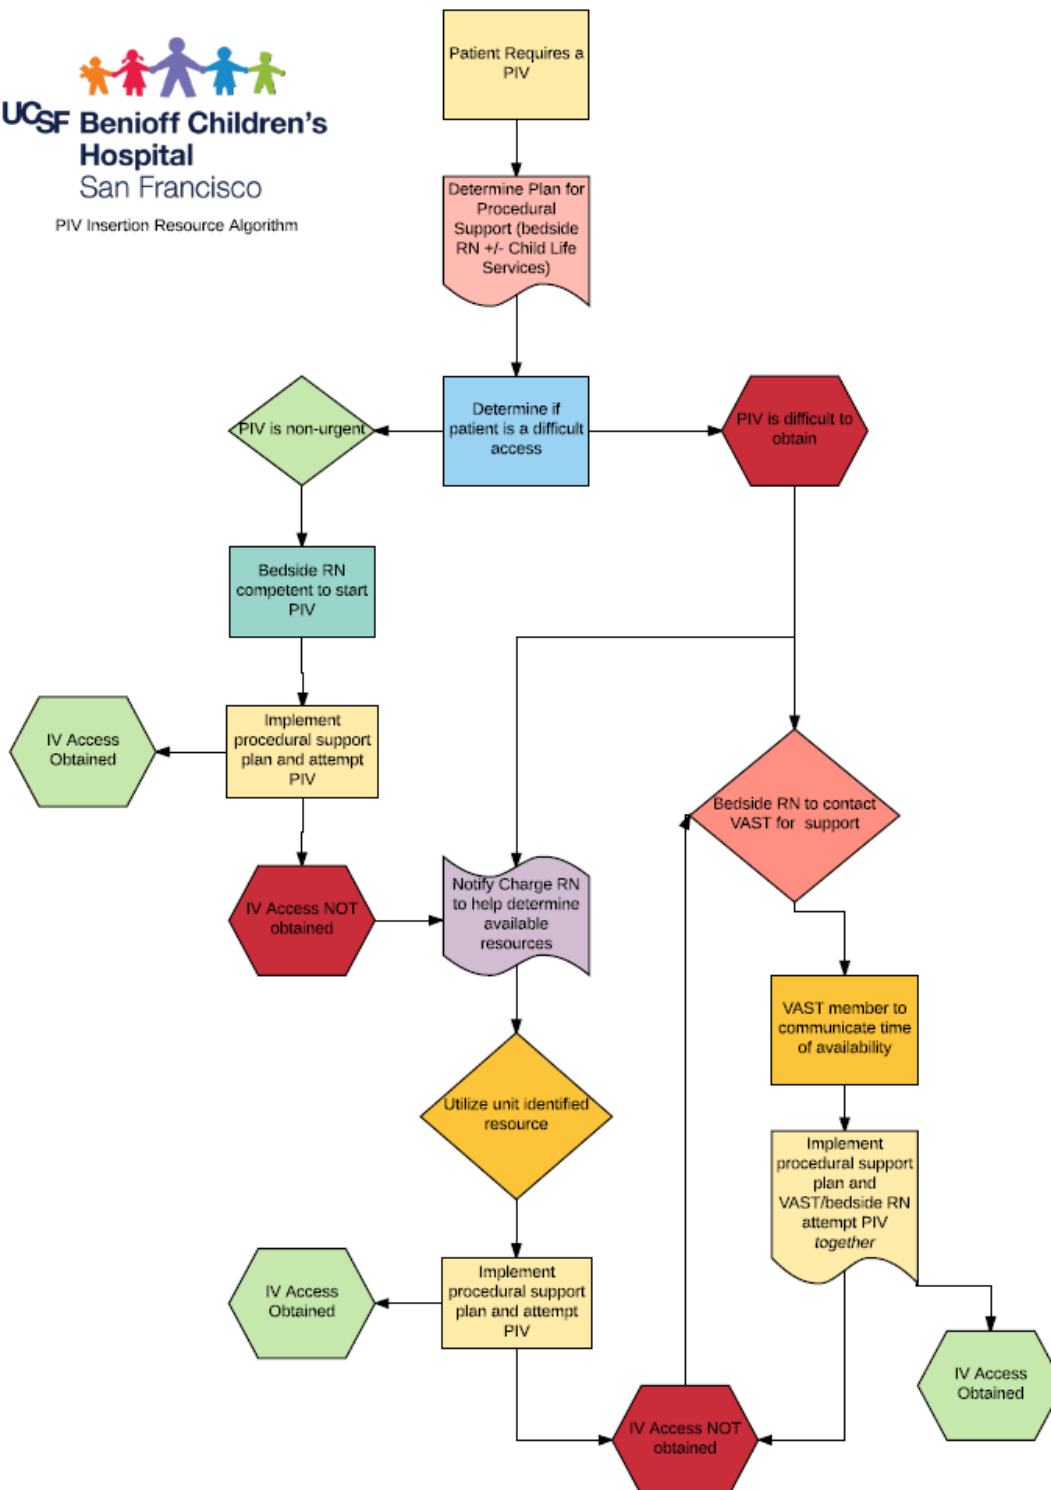 UCSF Benioff Children's
Hospital
San Francisco
PIV Insertion Resource Algorithm
Patient Requires a
PIV
Determine Plan for
Procedural
Support (bedside
RN +/- Child Life
Services)
PIV is non-urgent
Determine if
patient is a difficult
access
PIV is difficult to
obtain
Bedside RN
competent to start
PIV
IV Access
Obtained
Implement
procedural support
plan and attempt
PIV
Bedside RN to contact
VAST for support
IV Access NOT
obtained
Notify Charge RN
to help determine
available
resources
VAST member to
communicate time
of availability
Utilize unit identified
resource
Implement
procedural support
plan and
VAST/bedside RN
attempt PIV
together
IV Access
Obtained
Implement
procedural support
plan and attempt
PIV
IV Access
Obtained
IV Access NOT
obtained